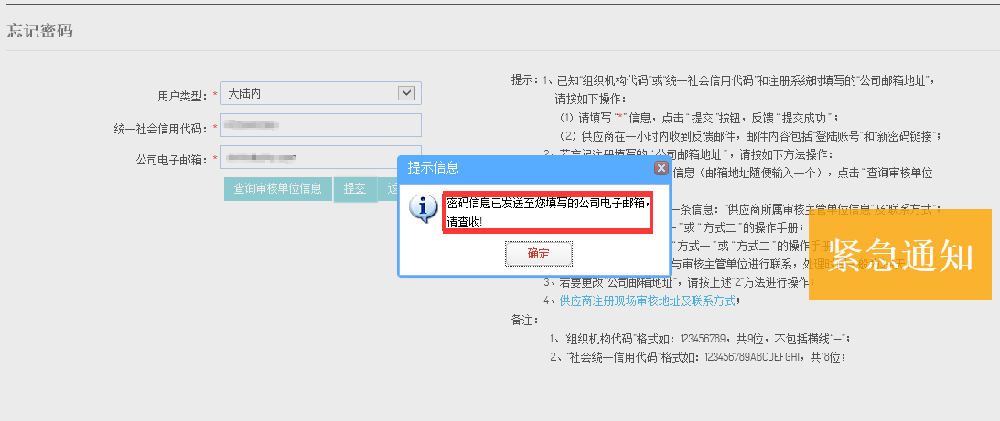 忘记密码
用户类型：* 大陆内
统一社会信用代码：*
公司电子邮箱：*
查询审核单位信息 提交 返
提示：1、已知“组织机构代码”或“统一社会信用代码”和注册系统时填写的“公司邮箱地址”，
请按如下操作：
（1）请填写 “*” 信息，点击 “提交 ”按钮，反馈 “提交成功”；
（2）供应商在一小时内收到反馈邮件，邮件内容包括“登陆账号”和“新密码链接”；
2、若忘记注册填写的 “公司邮箱地址 ”，请按如下方法操作：
信息（邮箱地址随便输入一个），点击 “查询审核单位
一条信息：“供应商所属审核主管单位信息”及“联系方式”；
一” 或 “方式二 ”的操作手册；
“方式一 ” 或 “方式二 ”的操作手册
与审核主管单位进行联系，处理时
3、若要更改“公司邮箱地址”，请按上述“2”方法进行操作；
4、供应商注册现场审核地址及联系方式；
备注：
1、“组织机构代码”格式如：123456789，共9位，不包括横线“—”；
2、“社会统一信用代码”格式如：123456789ABCDEFGHI，共18位；
提示信息
密码信息已发送至您填写的公司电子邮箱，
请查收!
确定
紧急通知